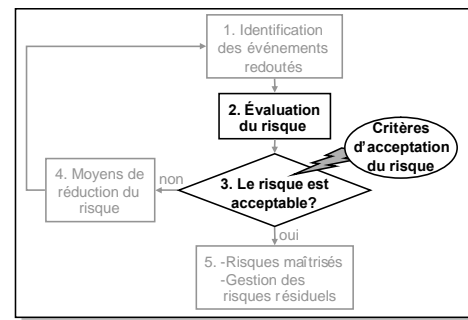 1. Identification
des événements
redoutés
2. Évaluation
du risque
Critères
d'acceptation
du risque
4. Moyens de
réduction du
risque
non
3. Le risque est
acceptable?
oui
5. -Risques maîtrisés
-Gestion des
risques résiduels